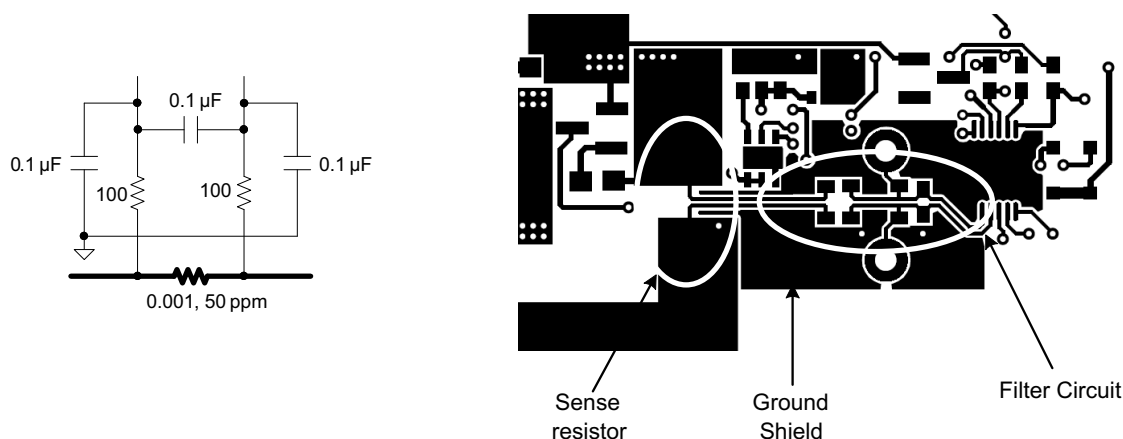 0.1 µF
0.1 µF
0.1 µF
100
100
0.001, 50 ppm
Sense
resistor
Ground
Shield
Filter Circuit